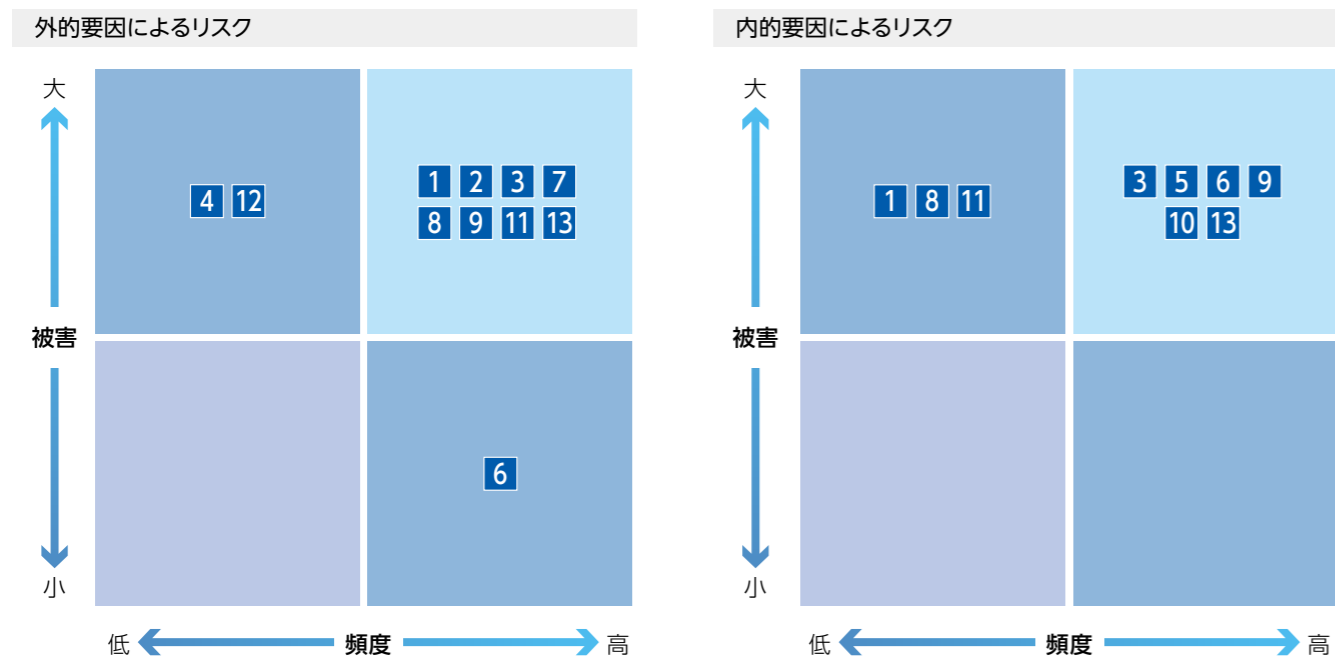 外的要因によるリスク
大
被害
小
4 12
1 2 3 7
8 9 11 13
6
低 頻度 高
内的要因によるリスク
大
被害
小
1 8 11
3 5 6 9
10 13
低 頻度 高